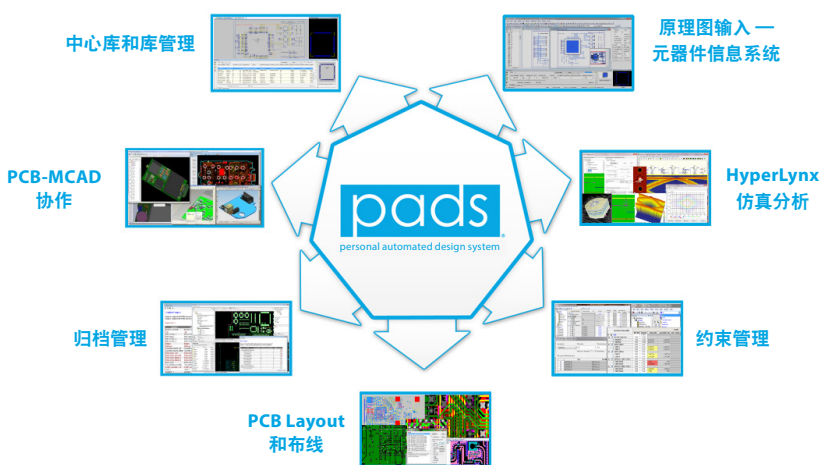 中心库和库管理
原理图输入 —
元器件信息系统
PCB-MCAD
协作
HyperLynx
仿真分析
pads
personal automated design system
归档管理
约束管理
PCB Layout
和布线